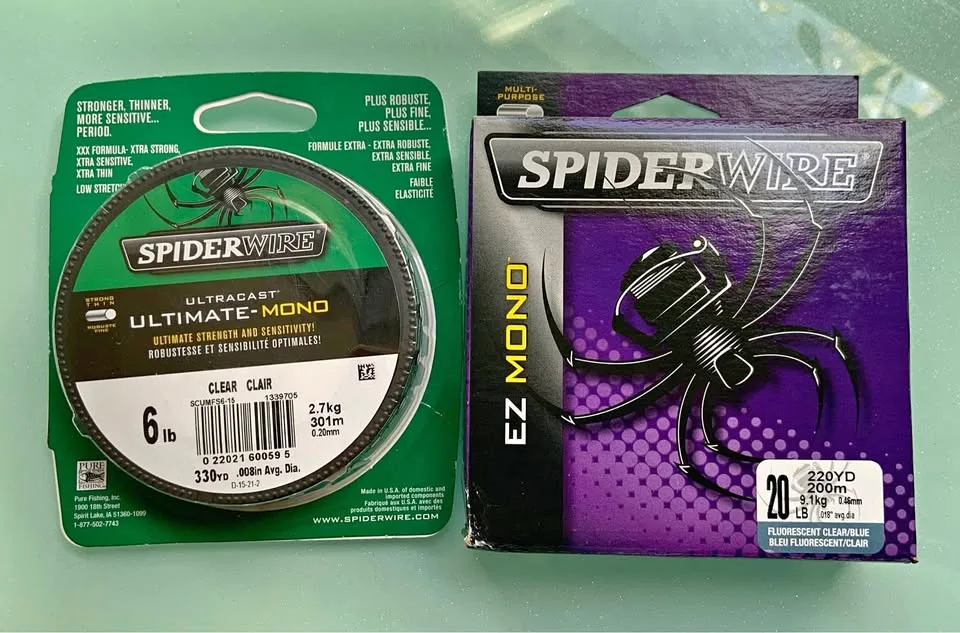 STRONGER, THINNER,
MORE SENSITIVE...
PERIOD.
XXX FORMULA- XTRA STRONG,
XTRA SENSITIVE,
XTRA THIN
LOW STRETCH
PLUS ROBUSTE,
PLUS FINE,
PLUS SENSIBLE...
FORMULE EXTRA - EXTRA ROBUSTE,
EXTRA SENSIBLE,
EXTRA FINE
FAIBLE
ELASTICITÉ
SPIDERWIRE®
STRONG
THIN
ROBUSTE
FINE
ULTRACAST®
ULTIMATE-MONO
ULTIMATE STRENGTH AND SENSITIVITY!
ROBUSTESSE ET SENSIBILITÉ OPTIMALES!
CLEAR CLAIR
SCUMFS6-15 1339705
6 lb
2.7kg
301m
0.20mm
0 22021 60059 5
330YD .008in Avg. Dia.
D-15-21-2
PURE
FISHING
Pure Fishing, Inc.
1900 18th Street
Spirit Lake, IA 51360-1099
1-877-502-7743
Made in U.S.A. of domestic and
imported components
Fabriqué aux U.S.A. avec des
produits domestiques et importés
WWW.SPIDERWIRE.COM
MULTI-
PURPOSE
SPIDERWIRE®
EZ MONO™
20
LB
220YD
200m
9.1kg 0.46mm
.018" avg.dia
FLUORESCENT CLEAR/BLUE
BLEU FLUORESCENT/CLAIR